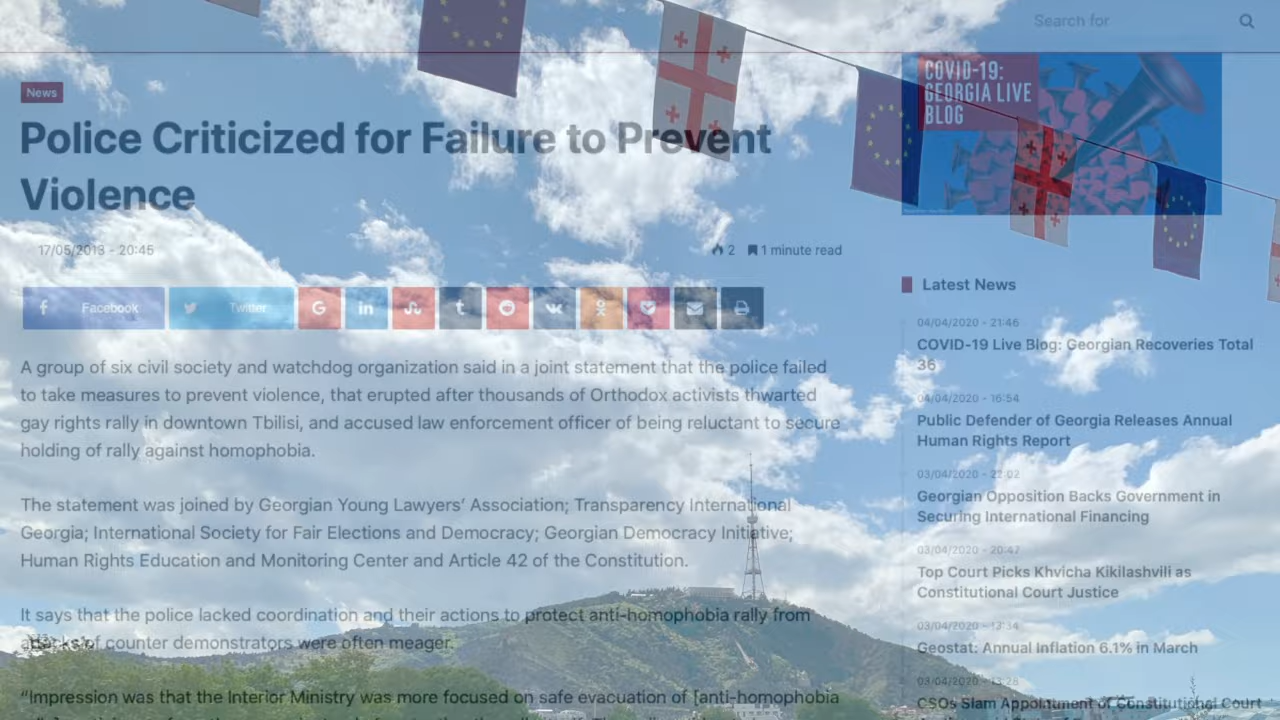 Search for
News
Police Criticized for Failure to Prevent
Violence
17/05/2013 - 20:45
2
1 minute read
Facebook
Twitter
A group of six civil society and watchdog organization said in a joint statement that the police failed
to take measures to prevent violence, that erupted after thousands of Orthodox activists thwarted
gay rights rally in downtown Tbilisi, and accused law enforcement officer of being reluctant to secure
holding of rally against homophobia.
The statement was joined by Georgian Young Lawyers’ Association; Transparency International
Georgia; International Society for Fair Elections and Democracy; Georgian Democracy Initiative;
Human Rights Education and Monitoring Center and Article 42 of the Constitution.
It says that the police lacked coordination and their actions to protect anti-homophobia rally from
attacks of counter demonstrators were often meager.
“Impression was that the Interior Ministry was more focused on safe evacuation of [anti-homophobia
COVID-19:
GEORGIA LIVE
BLOG
Latest News
04/04/2020 - 21:46
COVID-19 Live Blog: Georgian Recoveries Total
36
04/04/2020 - 16:54
Public Defender of Georgia Releases Annual
Human Rights Report
03/04/2020 - 22:02
Georgian Opposition Backs Government in
Securing International Financing
03/04/2020 - 20:47
Top Court Picks Khvicha Kikilashvili as
Constitutional Court Justice
03/04/2020 - 13:34
Geostat: Annual Inflation 6.1% in March
03/04/2020 - 13:28
CSOs Slam Appointment of Constitutional Court